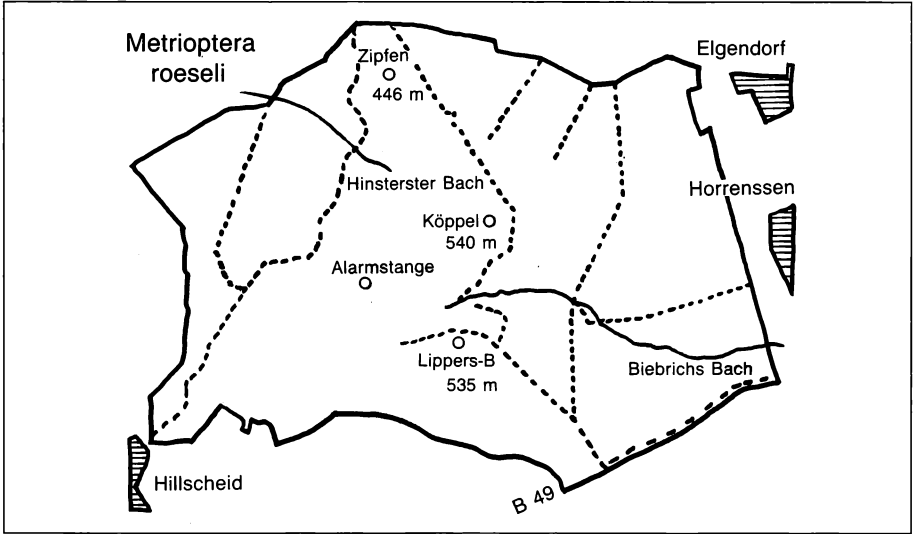 Metrioptera
roeseli
Zipfen
446 m
Elgendorf
Hinsterster Bach
Horrenssen
Köppel
540 m
Alarmstange
Lippers-B
535 m
Biebrichs Bach
Hillscheid
B 49